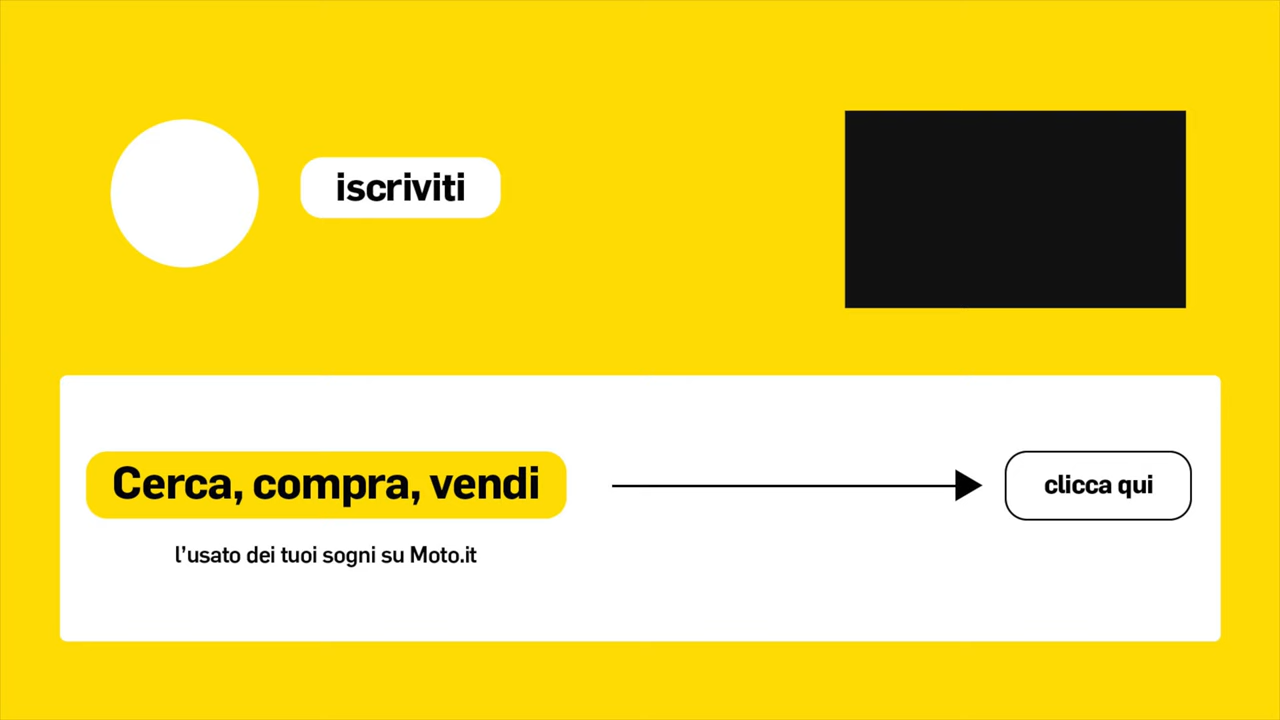 iscriviti
Cerca, compra, vendi
clicca qui
l’usato dei tuoi sogni su Moto.it